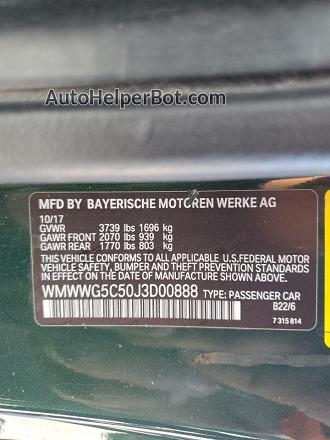 AutoHelperBot.com
MFD BY BAYERISCHE MOTOREN WERKE AG
10/17
GVWR 3739 lbs 1696 kg
GAWR FRONT 2070 lbs 939 kg
GAWR REAR 1770 lbs 803 kg
THIS VEHICLE CONFORMS TO ALL APPLICABLE U.S.FEDERAL
MOTOR VEHICLE SAFETY, BUMPER, AND THEFT
PREVENTION STANDARDS IN EFFECT ON THE
DATE OF MANUFACTURE SHOWN ABOVE.
WMWWG5C50J3D00888 TYPE: PASSENGER CAR
B22/6
7 315 814